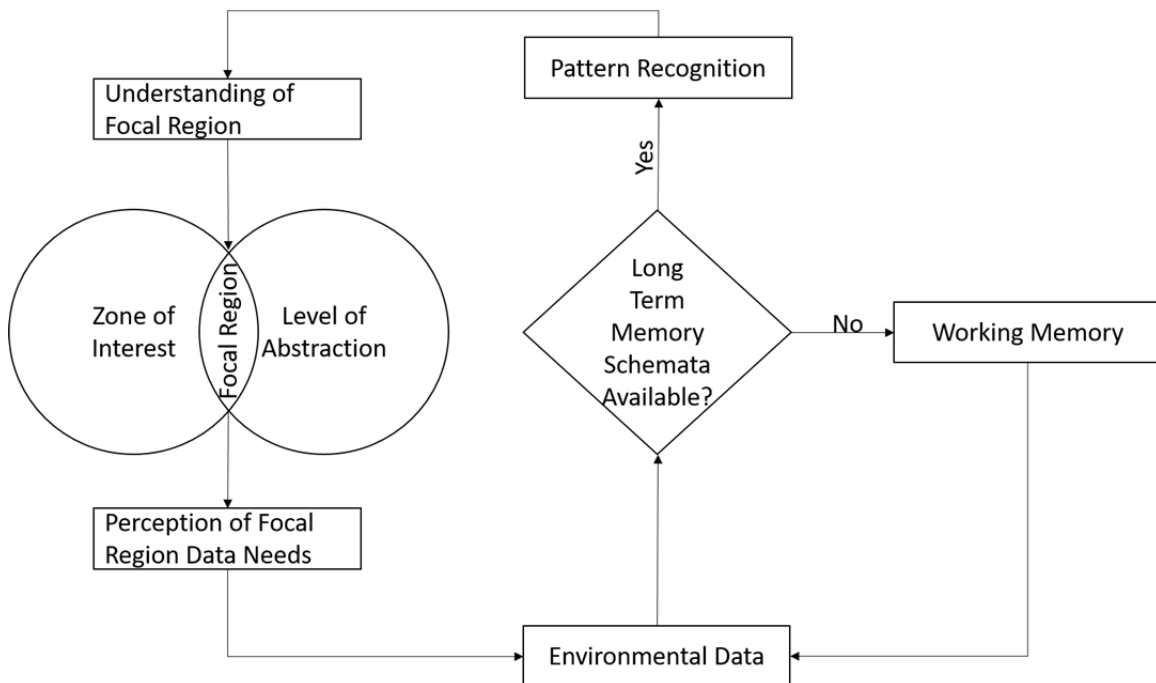 Pattern Recognition
Understanding of
Focal Region
Yes
Zone of
Interest
Focal Region
Level of
Abstraction
Long
Term
Memory
Schemata
Available?
No
Working Memory
Perception of Focal
Region Data Needs
Environmental Data